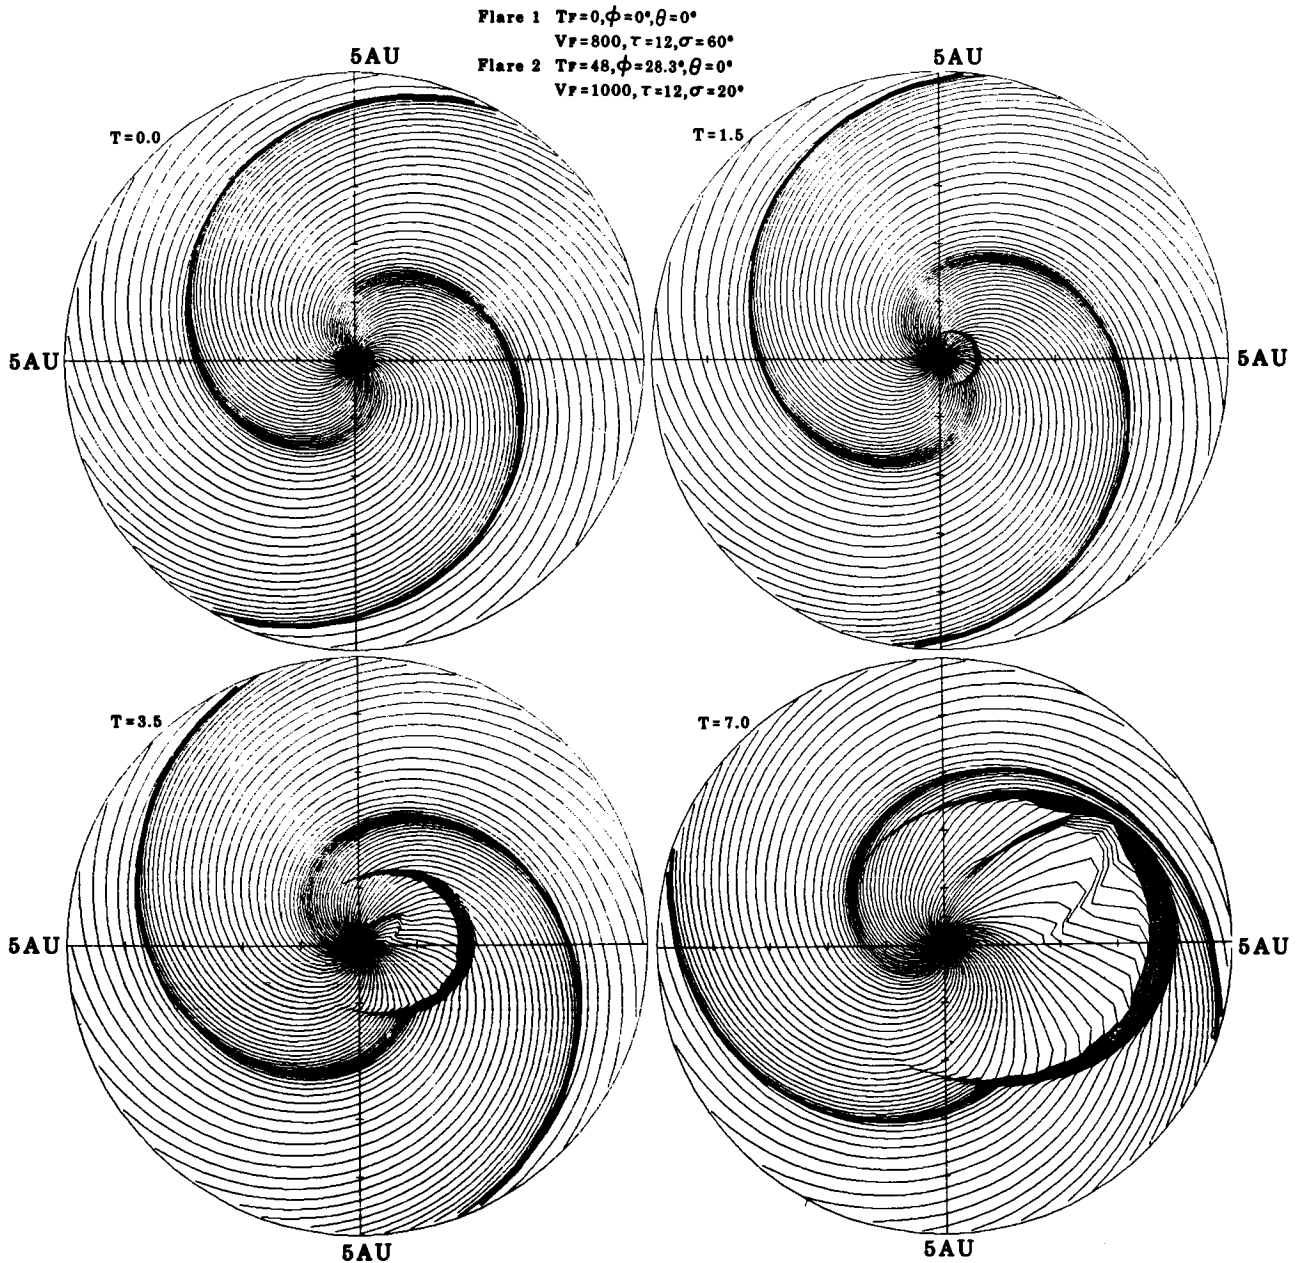 Flare 1 TF=0,ϕ=0°,θ=0°
VF=800,τ=12,σ=60°
Flare 2 TF=48,ϕ=28.3°,θ=0°
VF=1000,τ=12,σ=20°
5AU
5AU
T=0.0
T=1.5
5AU
5AU
T=3.5
T=7.0
5AU
5AU
5AU
5AU